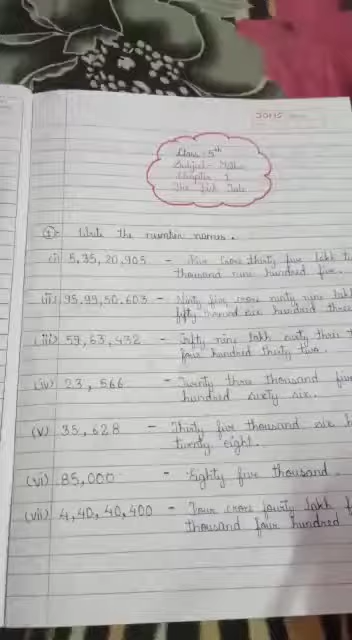 Class - 5th
Subject - Maths
Chapter 1
The fish Tale
Q1: Write the number names.
(i) 5,35,20,905 - Five crore thirty five lakh
thousand nine hundred five.
(ii) 95,99,50,603 - Ninty five crore ninty nine lakh
fifty thousand six hundred three
(iii) 59,63,432 - Fifty nine lakh sixty three
four hundred thirty two.
(iv) 23,566 - Twenty three thousand five
hundred sixty six.
(v) 35,628 - Thirty five thousand six
twenty eight.
(vi) 85,000 - Eighty five thousand.
(vii) 4,40,40,400 - Four crore fourty lakh
thousand four hundred